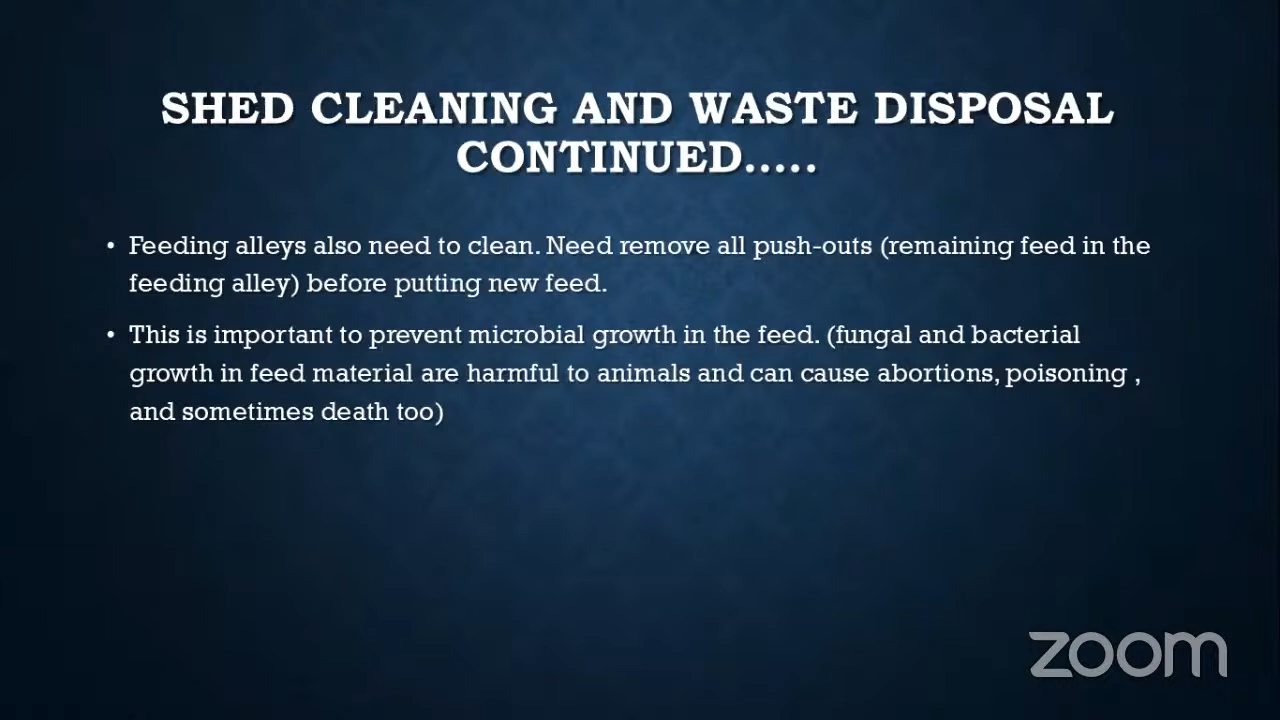 SHED CLEANING AND WASTE DISPOSAL
CONTINUED.....
• Feeding alleys also need to clean. Need remove all push-outs (remaining feed in the
feeding alley) before putting new feed.
• This is important to prevent microbial growth in the feed. (fungal and bacterial
growth in feed material are harmful to animals and can cause abortions, poisoning ,
and sometimes death too)
zoom